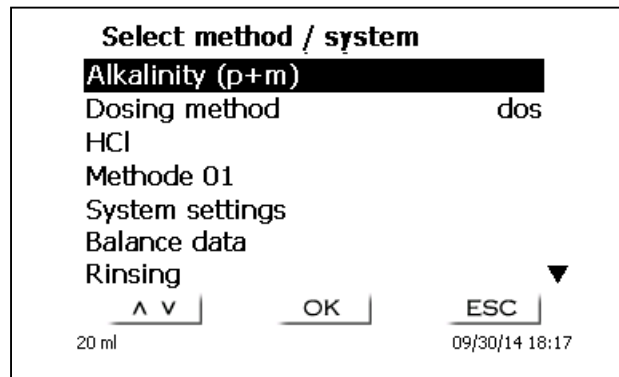 Select method / system
Alkalinity (p+m)
Dosing method dos
HCl
Methode 01
System settings
Balance data
Rinsing ▼
∧ ∨ OK ESC
20 ml 09/30/14 18:17